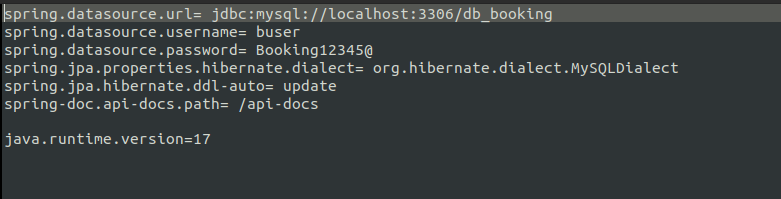 spring.datasource.url= jdbc:mysql://localhost:3306/db_booking
spring.datasource.username= buser
spring.datasource.password= Booking12345@
spring.jpa.properties.hibernate.dialect= org.hibernate.dialect.MySQLDialect
spring.jpa.hibernate.ddl-auto= update
spring-doc.api-docs.path= /api-docs
java.runtime.version=17